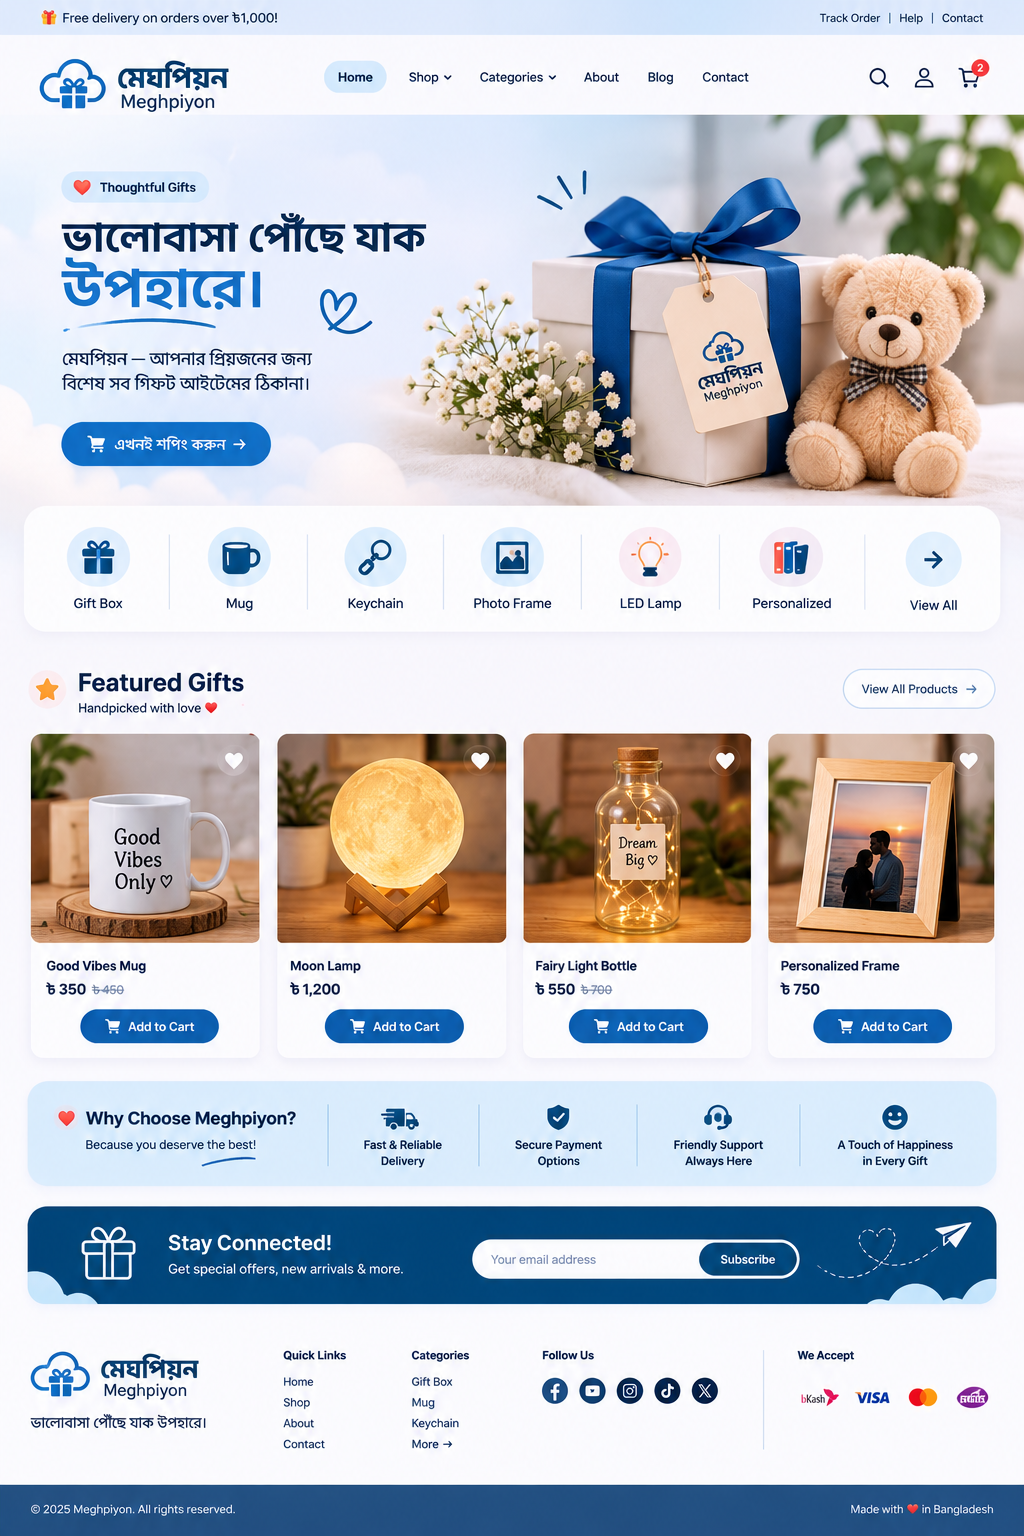 Free delivery on orders over ৳1,000!
Track Order | Help | Contact
মেঘপিয়ন
Meghpiyon
Home Shop Categories About Blog Contact
2
Thoughtful Gifts
ভালোবাসা পৌঁছে যাক
উপহারে।
মেঘপিয়ন — আপনার প্রিয়জনের জন্য
বিশেষ সব গিফট আইটেমের ঠিকানা।
এখনই শপিং করুন →
মেঘপিয়ন
Meghpiyon
Gift Box
Mug
Keychain
Photo Frame
LED Lamp
Personalized
View All
Featured Gifts
Handpicked with love
View All Products →
Good
Vibes
Only ♡
Dream
Big ♡
Good Vibes Mug
৳ 350 ৳ 450
Add to Cart
Moon Lamp
৳ 1,200
Add to Cart
Fairy Light Bottle
৳ 550 ৳ 700
Add to Cart
Personalized Frame
৳ 750
Add to Cart
Why Choose Meghpiyon?
Because you deserve the best!
Fast & Reliable
Delivery
Secure Payment
Options
Friendly Support
Always Here
A Touch of Happiness
in Every Gift
Stay Connected!
Get special offers, new arrivals & more.
Your email address
Subscribe
মেঘপিয়ন
Meghpiyon
ভালোবাসা পৌঁছে যাক উপহারে।
Quick Links
Home
Shop
About
Contact
Categories
Gift Box
Mug
Keychain
More →
Follow Us
We Accept
bKash
VISA
© 2025 Meghpiyon. All rights reserved.
Made with ❤️ in Bangladesh